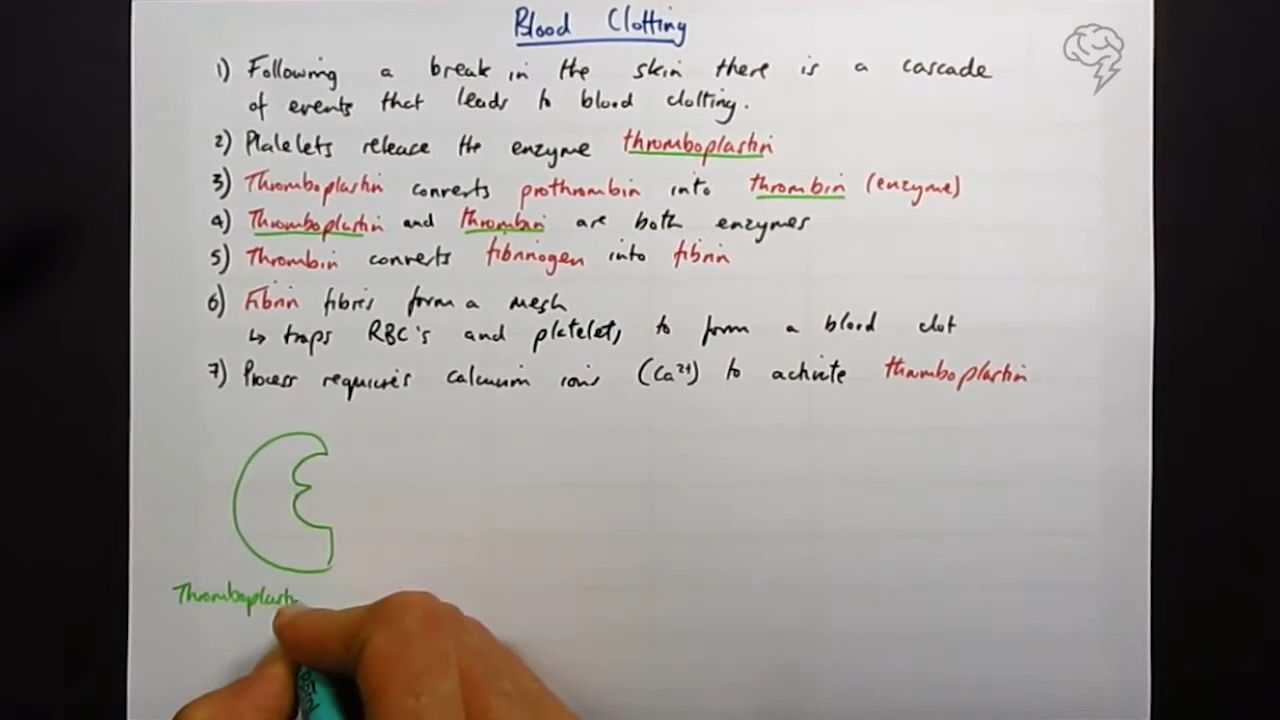 Blood Clotting
1) Following a break in the skin there is a cascade
of events that leads to blood clotting.
2) Platelets release the enzyme thromboplastin
3) Thromboplastin converts prothrombin into thrombin (enzyme)
4) Thromboplastin and thrombin are both enzymes
5) Thrombin converts fibrinogen into fibrin
6) Fibrin fibres form a mesh
↳ traps RBC's and platelets to form a blood clot
7) Process requires calcium ions (Ca²⁺) to activate thromboplastin
Thromboplasti